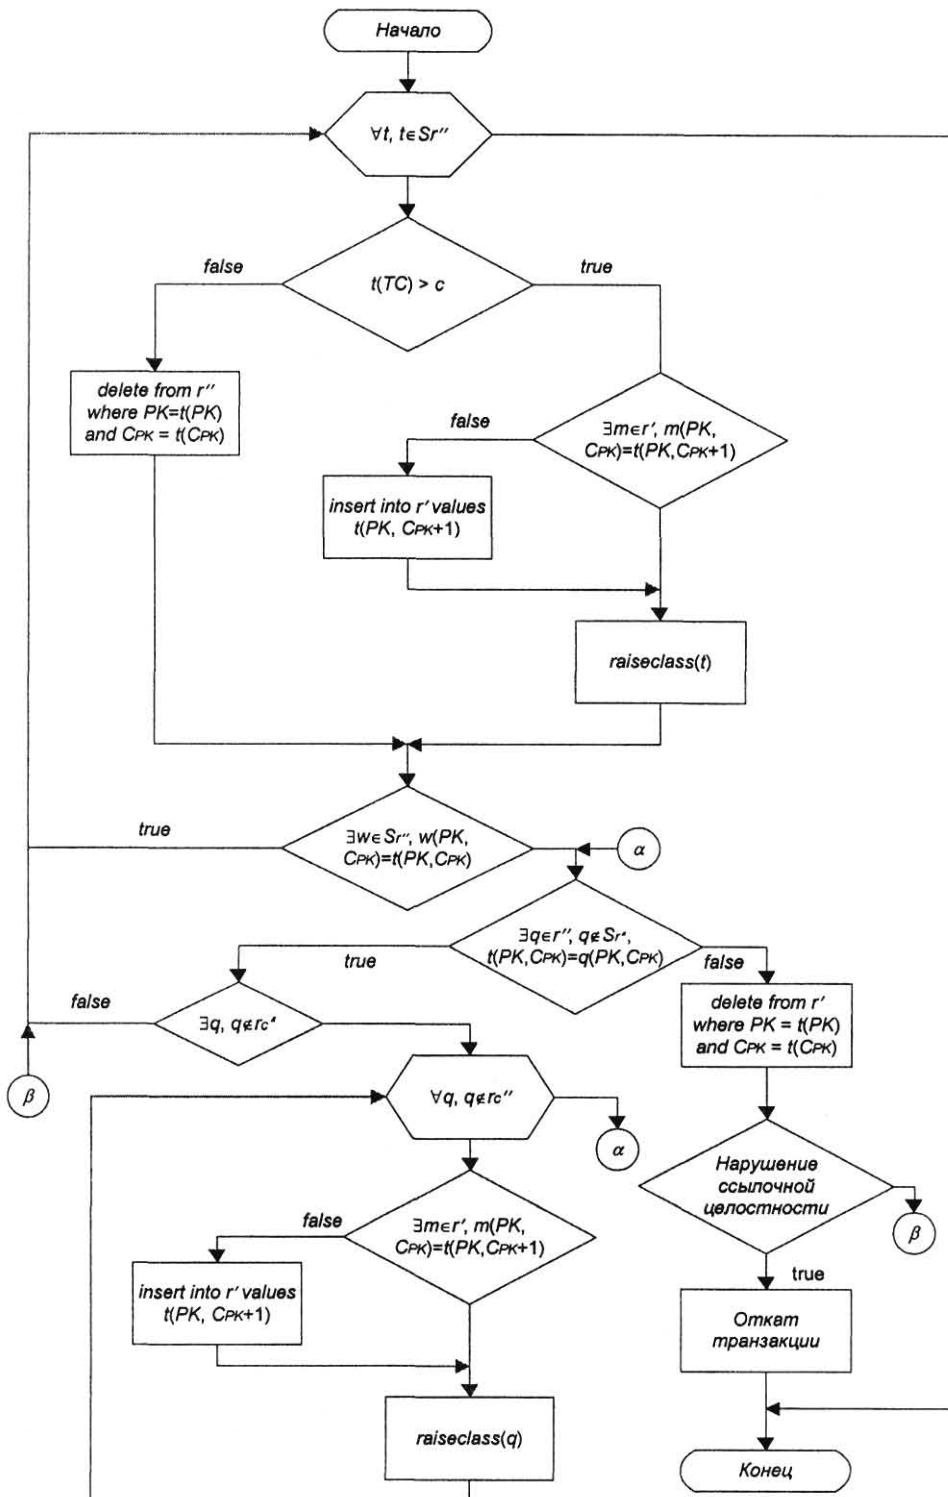 Начало
∀t, t∈Sr″
false
true
t(TC) > c
delete from r″
where PK=t(PK)
and CPK = t(CPK)
false
∃m∈r′, m(PK,
CPK)=t(PK,CPK+1)
insert into r′ values
t(PK, CPK+1)
raiseclass(t)
true
∃w∈Sr″, w(PK,
CPK)=t(PK,CPK)
α
∃q∈r″, q∉Sr″,
t(PK,CPK)=q(PK,CPK)
true
false
false
∃q, q∉rc″
delete from r′
where PK = t(PK)
and CPK = t(CPK)
β
∀q, q∉rc″
α
Нарушение
ссылочной
целостности
β
false
∃m∈r′, m(PK,
CPK)=t(PK,CPK+1)
true
insert into r′ values
t(PK, CPK+1)
Откат
транзакции
raiseclass(q)
Конец